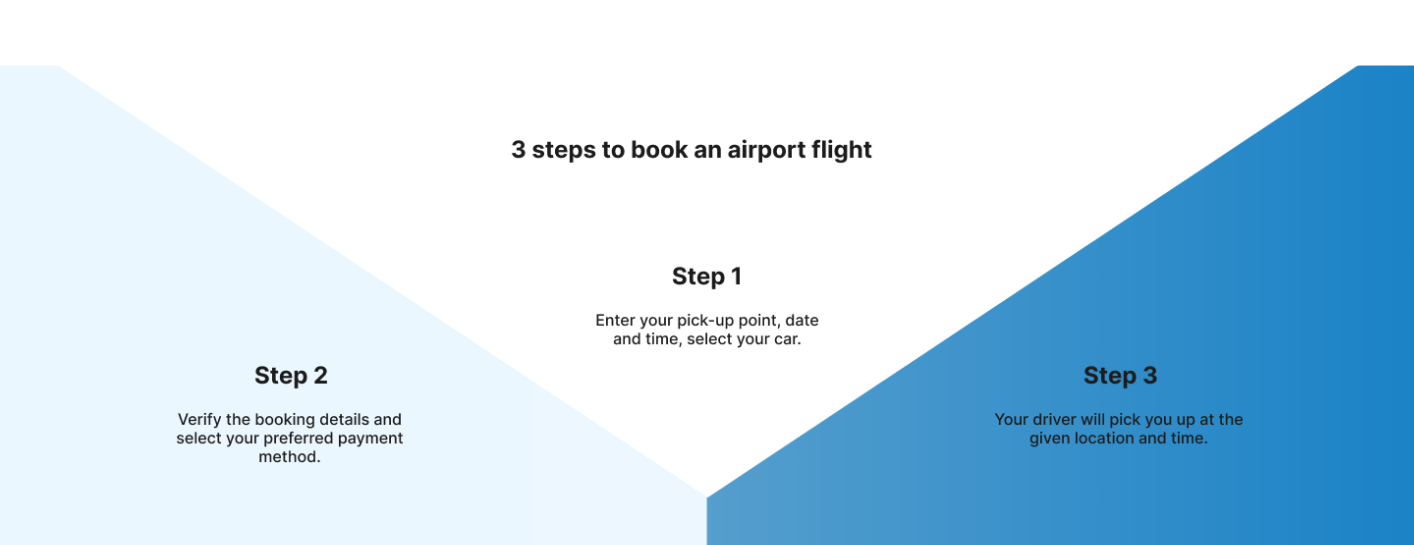 3 steps to book an airport flight
Step 1
Enter your pick-up point, date
and time, select your car.
Step 2
Verify the booking details and
select your preferred payment
method.
Step 3
Your driver will pick you up at the
given location and time.